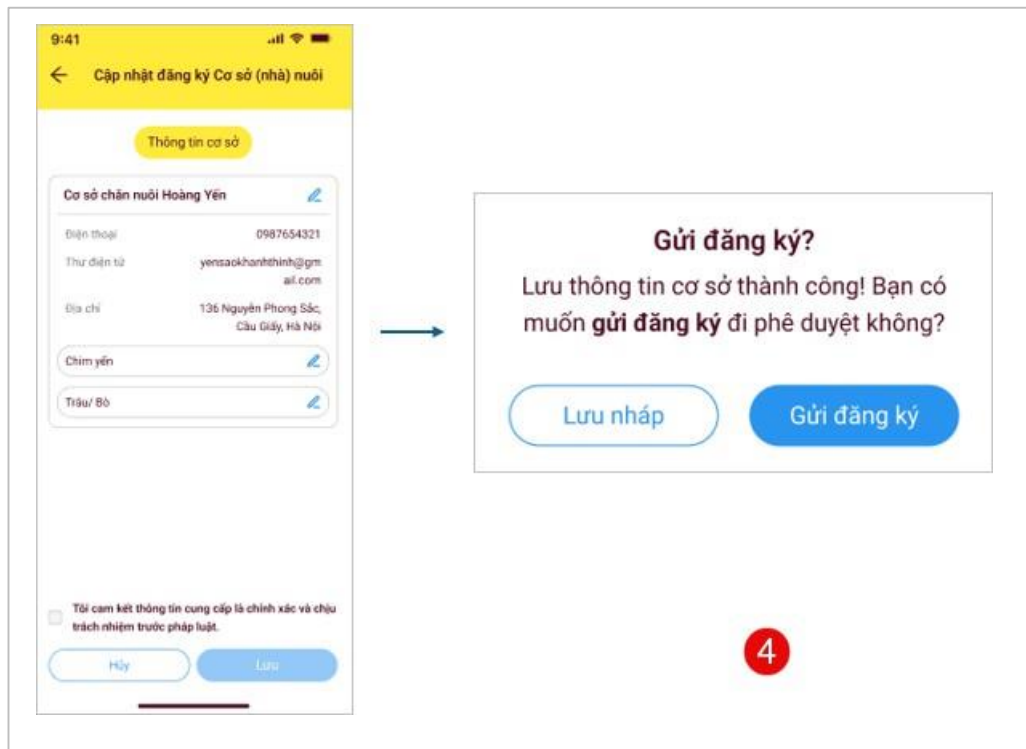 9:41
Cập nhật đăng ký Cơ sở (nhà) nuôi
Thông tin cơ sở
Cơ sở chăn nuôi Hoàng Yến
Điện thoại 0987654321
Thư điện tử yensaokhanhthinh@gm
ail.com
Địa chỉ 136 Nguyễn Phong Sắc,
Cầu Giấy, Hà Nội
Chim yến
Trâu/ Bò
Tôi cam kết thông tin cung cấp là chính xác và chịu
trách nhiệm trước pháp luật.
Hủy Lưu
Gửi đăng ký?
Lưu thông tin cơ sở thành công! Bạn có
muốn gửi đăng ký đi phê duyệt không?
Lưu nháp Gửi đăng ký
4